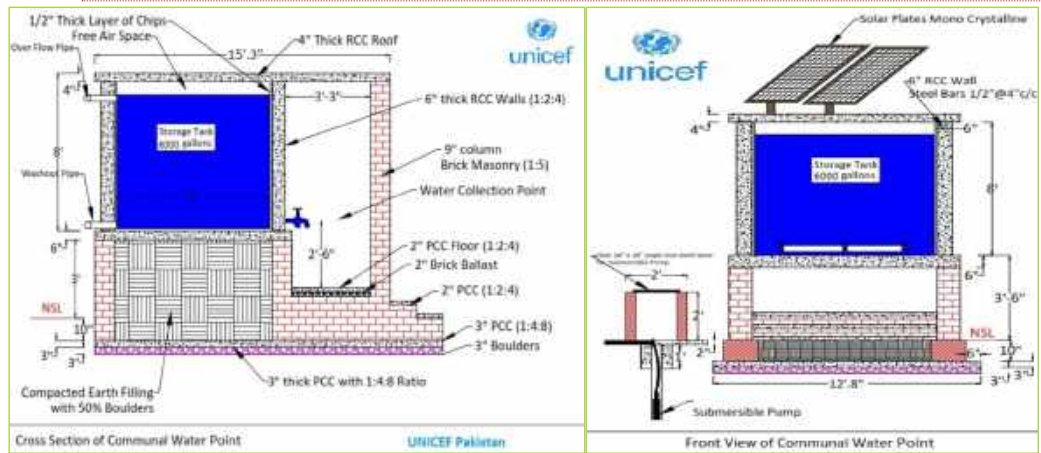 1/2" Thick Layer of Chips
Free Air Space
Over Flow Pipe
15'.3"
4" Thick RCC Roof
unicef
4"
3'-3"
6" thick RCC Walls (1:2:4)
Storage Tank
6000 gallons
8'
9" column
Brick Masonry (1:5)
Washout Pipe
Water Collection Point
6"
2'-6"
2" PCC Floor (1:2:4)
2" Brick Ballast
2" PCC (1:2:4)
NSL
10"
3" PCC (1:4:8)
3" Boulders
3"
3"
3" thick PCC with 1:4:8 Ratio
Compacted Earth Filling
with 50% Boulders
Cross Section of Communal Water Point
UNICEF Pakistan
Solar Plates Mono Crystalline
unicef
6" RCC Wall
Steel Bars 1/2"@4"c/c
4"
6"
Storage Tank
6000 gallons
8'
2'
6"
2'
3'-6"
NSL
2"
6"
10"
3"
3"
12'.8"
Submersible Pump
Front View of Communal Water Point